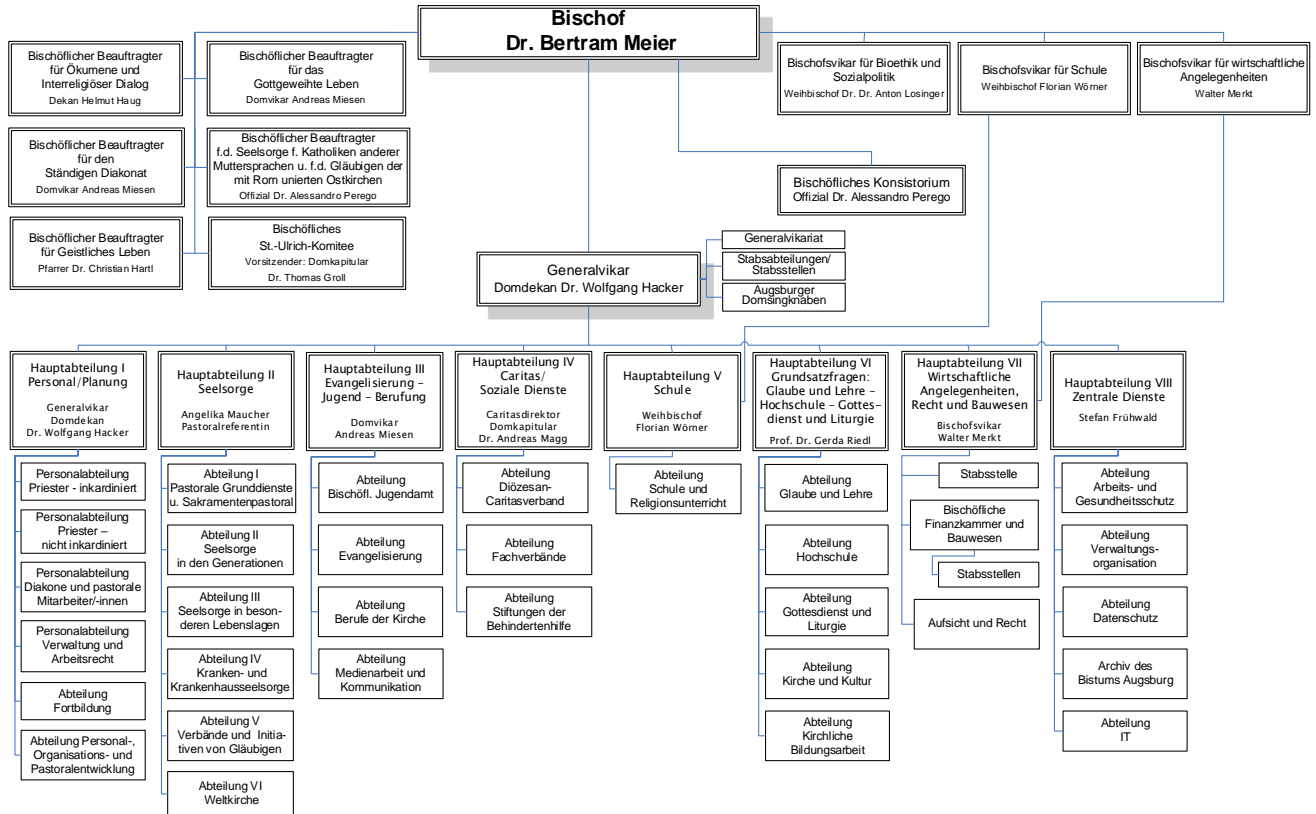 Bischof
Dr. Bertram Meier
Bischöflicher Beauftragter
für Ökumene und
Interreligiöser Dialog
Dekan Helmut Haug
Bischöflicher Beauftragter
für das
Gottgeweihte Leben
Domvikar Andreas Miesen
Bischofsvikar für Bioethik und
Sozialpolitik
Weihbischof Dr. Dr. Anton Losinger
Bischofsvikar für Schule
Weihbischof Florian Wörner
Bischofsvikar für wirtschaftliche
Angelegenheiten
Walter Merkt
Bischöflicher Beauftragter
für den
Ständigen Diakonat
Domvikar Andreas Miesen
Bischöflicher Beauftragter
f.d. Seelsorge f. Katholiken anderer
Muttersprachen u. f.d. Gläubigen der
mit Rom unierten Ostkirchen
Offizial Dr. Alessandro Perego
Bischöfliches Konsistorium
Offizial Dr. Alessandro Perego
Bischöflicher Beauftragter
für Geistliches Leben
Pfarrer Dr. Christian Hartl
Bischöfliches
St.-Ulrich-Komitee
Vorsitzender: Domkapitular
Dr. Thomas Groll
Generalvikar
Domdekan Dr. Wolfgang Hacker
Generalvikariat
Stabsabteilungen/
Stabsstellen
Augsburger
Domsingknaben
Hauptabteilung I
Personal/Planung
Generalvikar
Domdekan
Dr. Wolfgang Hacker
Personalabteilung
Priester - inkardiniert
Personalabteilung
Priester –
nicht inkardiniert
Personalabteilung
Diakone und pastorale
Mitarbeiter/-innen
Personalabteilung
Verwaltung und
Arbeitsrecht
Abteilung
Fortbildung
Abteilung Personal-,
Organisations- und
Pastoralentwicklung
Hauptabteilung II
Seelsorge
Angelika Maucher
Pastoralreferentin
Abteilung I
Pastorale Grunddienste
u. Sakramentenpastoral
Abteilung II
Seelsorge
in den Generationen
Abteilung III
Seelsorge in beson-
deren Lebenslagen
Abteilung IV
Kranken- und
Krankenhausseelsorge
Abteilung V
Verbände und Initia-
tiven von Gläubigen
Abteilung VI
Weltkirche
Hauptabteilung III
Evangelisierung –
Jugend – Berufung
Domvikar
Andreas Miesen
Abteilung
Bischöfl. Jugendamt
Abteilung
Evangelisierung
Abteilung
Berufe der Kirche
Abteilung
Medienarbeit und
Kommunikation
Hauptabteilung IV
Caritas/
Soziale Dienste
Caritasdirektor
Domkapitular
Dr. Andreas Magg
Abteilung
Diözesan-
Caritasverband
Abteilung
Fachverbände
Abteilung
Stiftungen der
Behindertenhilfe
Hauptabteilung V
Schule
Weihbischof
Florian Wörner
Abteilung
Schule und
Religionsunterricht
Hauptabteilung VI
Grundsatzfragen:
Glaube und Lehre –
Hochschule – Gottes-
dienst und Liturgie
Prof. Dr. Gerda Riedl
Abteilung
Glaube und Lehre
Abteilung
Hochschule
Abteilung
Gottesdienst und
Liturgie
Abteilung
Kirche und Kultur
Abteilung
Kirchliche
Bildungsarbeit
Hauptabteilung VII
Wirtschaftliche
Angelegenheiten,
Recht und Bauwesen
Bischofsvikar
Walter Merkt
Stabsstelle
Bischöfliche
Finanzkammer und
Bauwesen
Stabsstellen
Aufsicht und Recht
Hauptabteilung VIII
Zentrale Dienste
Stefan Frühwald
Abteilung
Arbeits- und
Gesundheitsschutz
Abteilung
Verwaltungs-
organisation
Abteilung
Datenschutz
Archiv des
Bistums Augsburg
Abteilung
IT